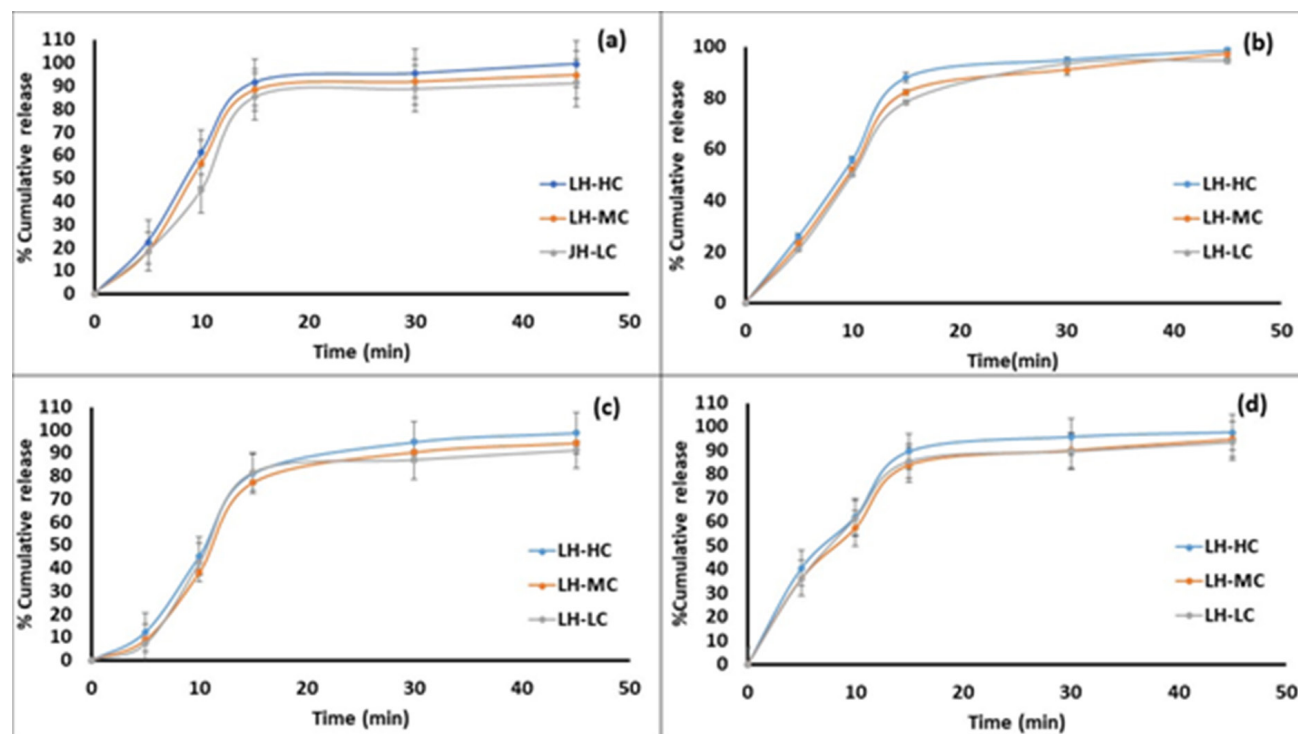 (a)
110
100
90
80
70
60
50
40
30
20
10
0
% Cumulative release
LH-HC
LH-MC
JH-LC
0 10 20 30 40 50
Time (min)
(b)
100
80
60
40
20
0
% Cumulative release
LH-HC
LH-MC
LH-LC
0 10 20 30 40 50
Time(min)
(c)
110
100
90
80
70
60
50
40
30
20
10
0
% Cumulative release
LH-HC
LH-MC
LH-LC
0 10 20 30 40 50
Time (min)
(d)
110
100
90
80
70
60
50
40
30
20
10
0
%Cumulative release
LH-HC
LH-MC
LH-LC
0 10 20 30 40 50
Time (min)